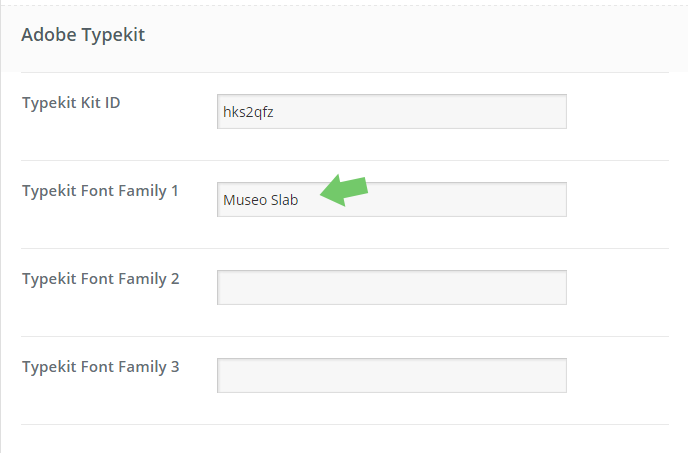 Adobe Typekit
Typekit Kit ID
hks2qfz
Typekit Font Family 1
Museo Slab
Typekit Font Family 2
Typekit Font Family 3